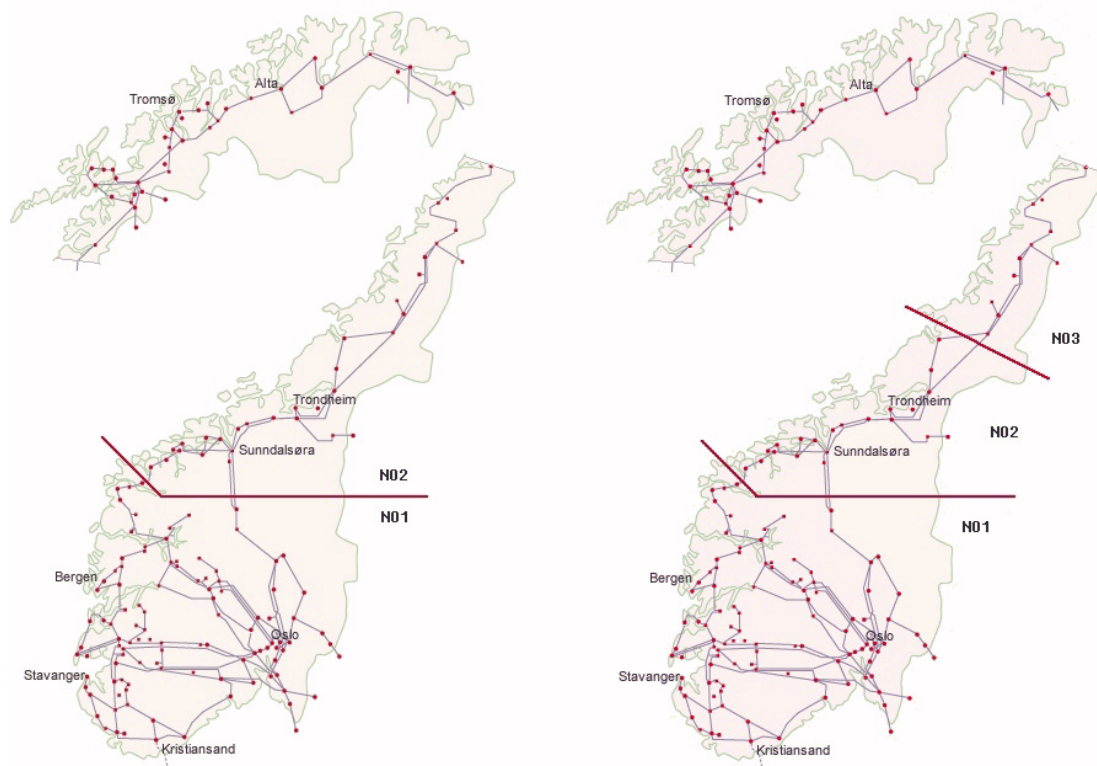 Alta
Tromsø
Trondheim
Sunndalsøra
N02
N01
Bergen
Oslo
Stavanger
Kristiansand
Alta
Tromsø
N03
Trondheim
N02
Sunndalsøra
N01
Bergen
Oslo
Stavanger
Kristiansand